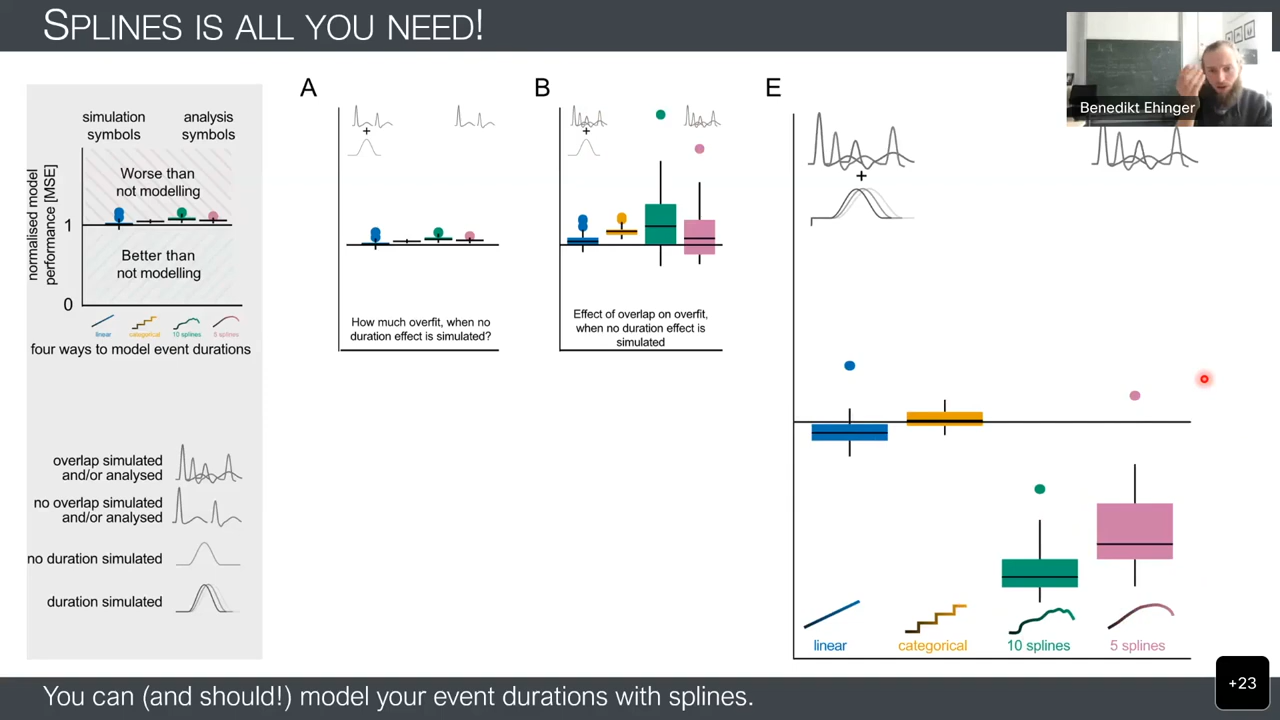 SPLINES IS ALL YOU NEED!
Benedikt Ehinger
simulation
symbols
analysis
symbols
normalised model
performance [MSE]
Worse than
not modelling
1
Better than
not modelling
0
linear
categorical
10 splines
5 splines
four ways to model event durations
overlap simulated
and/or analysed
no overlap simulated
and/or analysed
no duration simulated
duration simulated
A
+
How much overfit, when no
duration effect is simulated?
B
+
Effect of overlap on overfit,
when no duration effect is
simulated
E
+
linear
categorical
10 splines
5 splines
You can (and should!) model your event durations with splines.
+23